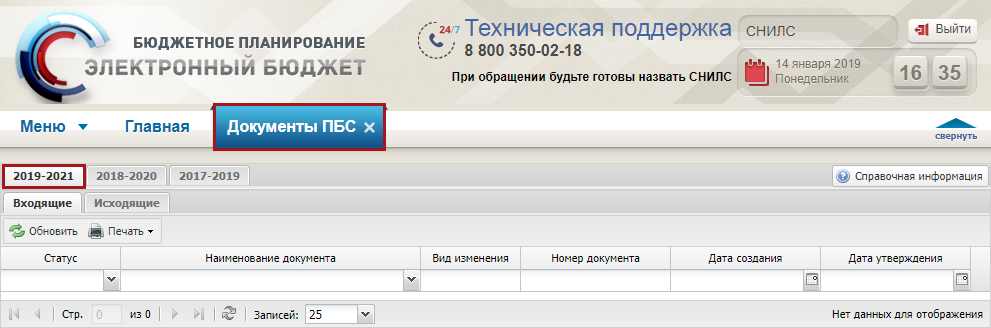 БЮДЖЕТНОЕ ПЛАНИРОВАНИЕ
ЭЛЕКТРОННЫЙ БЮДЖЕТ
24/7 Техническая поддержка
8 800 350-02-18
При обращении будьте готовы назвать СНИЛС
СНИЛС
Выйти
14 января 2019
Понедельник
16 35
Меню Главная Документы ПБС
свернуть
2019-2021 2018-2020 2017-2019 Справочная информация
Входящие Исходящие
Обновить Печать
Статус Наименование документа Вид изменения Номер документа Дата создания Дата утверждения
Стр. 0 из 0 Записей: 25 Нет данных для отображения